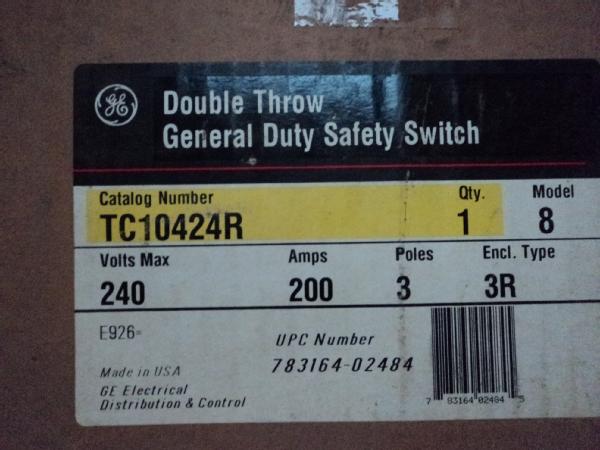 GE
Double Throw
General Duty Safety Switch
Catalog Number Qty. Model
TC10424R 1 8
Volts Max Amps Poles Encl. Type
240 200 3 3R
E926-
UPC Number
783164-02484
Made in USA
GE Electrical
Distribution & Control
7 83164 02484 5